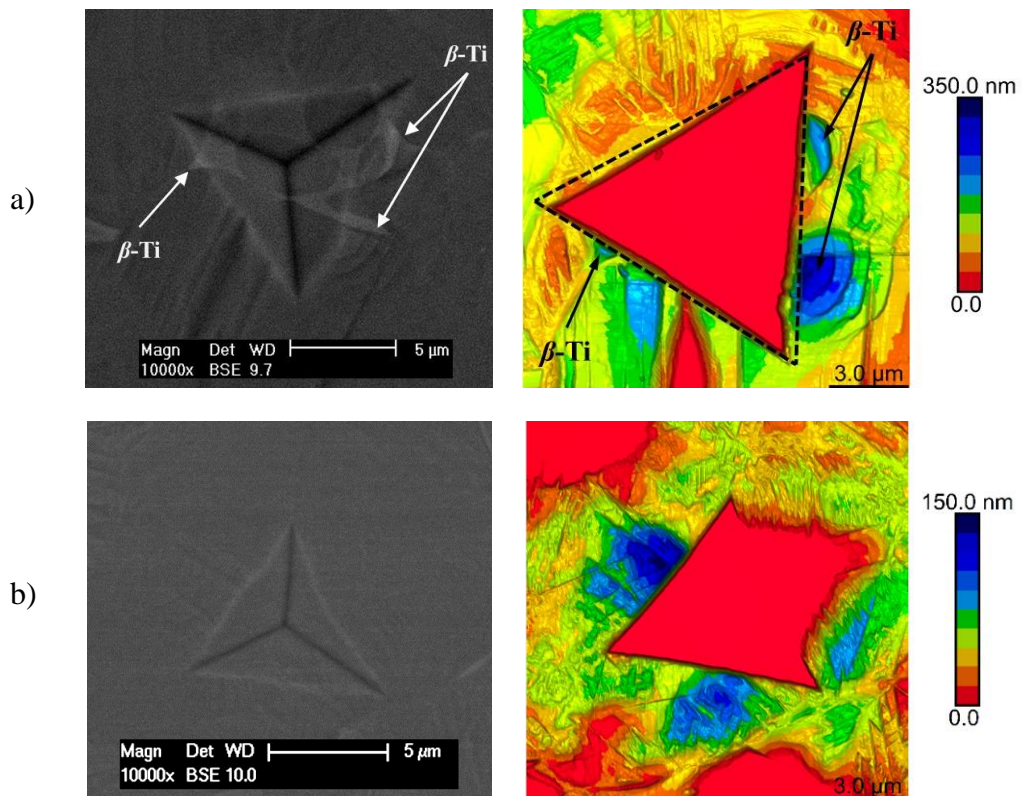 a)
β-Ti
β-Ti
Magn Det WD
10000x BSE 9.7
5 µm
β-Ti
β-Ti
3.0 µm
350.0 nm
0.0
b)
Magn Det WD
10000x BSE 10.0
5 µm
3.0 µm
150.0 nm
0.0